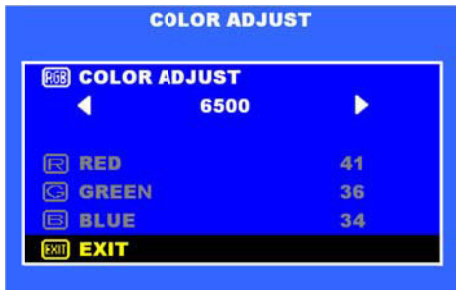 COLOR ADJUST
RGB COLOR ADJUST
6500
R RED 41
G GREEN 36
B BLUE 34
EXIT EXIT